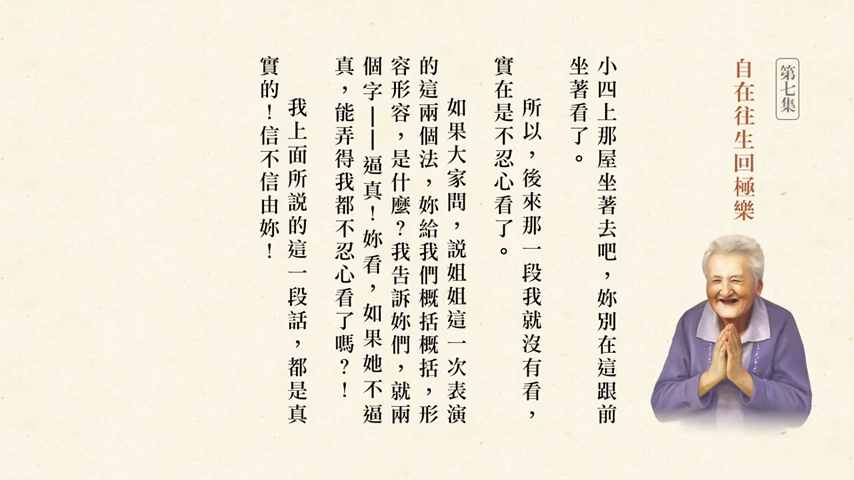 第七集
自在往生回極樂
小四上那屋坐著去吧，妳別在這跟前
坐著看了。
所以，後來那一段我就沒有看，
實在是不忍心看了。
如果大家問，說姐姐這一次表演
的這兩個法，妳給我們概括概括，形
容形容，是什麼？我告訴妳們，就兩
個字——逼真！妳看，如果她不逼
真，能弄得我都不忍心看了嗎？！
我上面所說的這一段話，都是真
實的！信不信由妳！